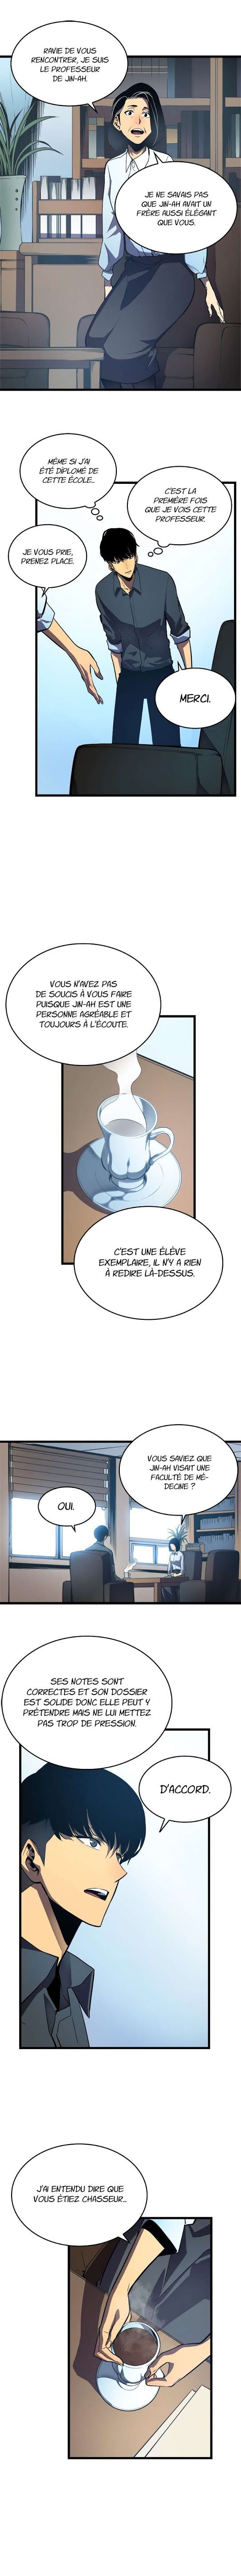 RAVIE DE VOUS
RENCONTRER, JE SUIS
LE PROFESSEUR
DE JIN-AH.
JE NE SAVAIS PAS
QUE JIN-AH AVAIT UN
FRÈRE AUSSI ÉLÉGANT
QUE VOUS.
MÊME SI J'AI
ÉTÉ DIPLOMÉ DE
CETTE ÉCOLE...
C'EST LA
PREMIÈRE FOIS
QUE JE VOIS CETTE
PROFESSEUR.
JE VOUS PRIE,
PRENEZ PLACE.
MERCI.
VOUS N'AVEZ PAS
DE SOUCIS À VOUS FAIRE
PUISQUE JIN-AH EST UNE
PERSONNE AGRÉABLE ET
TOUJOURS À L'ÉCOUTE.
C'EST UNE ÉLÈVE
EXEMPLAIRE, IL N'Y A RIEN
À REDIRE LÀ-DESSUS.
VOUS SAVIEZ QUE
JIN-AH VISAIT UNE
FACULTÉ DE MÉ-
DECINE ?
OUI.
SES NOTES SONT
CORRECTES ET SON DOSSIER
EST SOLIDE DONC ELLE PEUT Y
PRÉTENDRE MAIS NE LUI METTEZ
PAS TROP DE PRESSION.
D'ACCORD.
J'AI ENTENDU DIRE QUE
VOUS ÉTIEZ CHASSEUR...